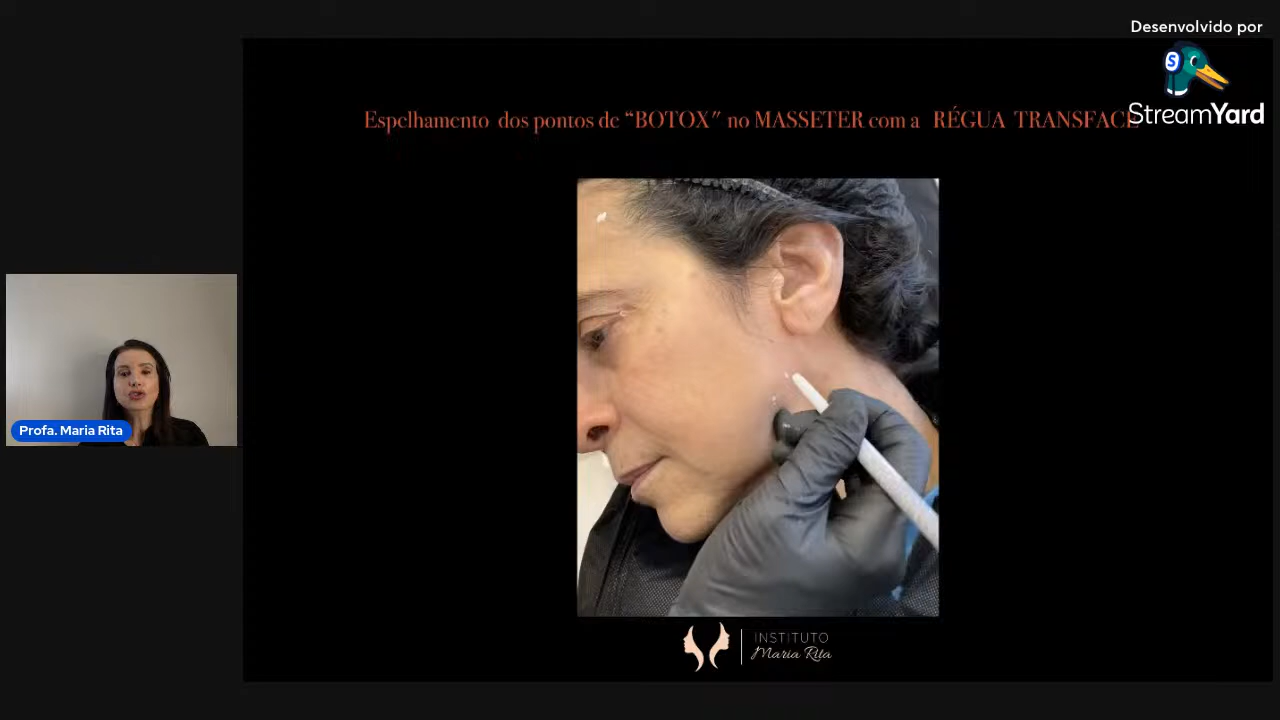 Desenvolvido por
StreamYard
Espelhamento dos pontos de “BOTOX” no MASSETER com a RÉGUA TRANSFACE
Profa. Maria Rita
INSTITUTO
Maria Rita